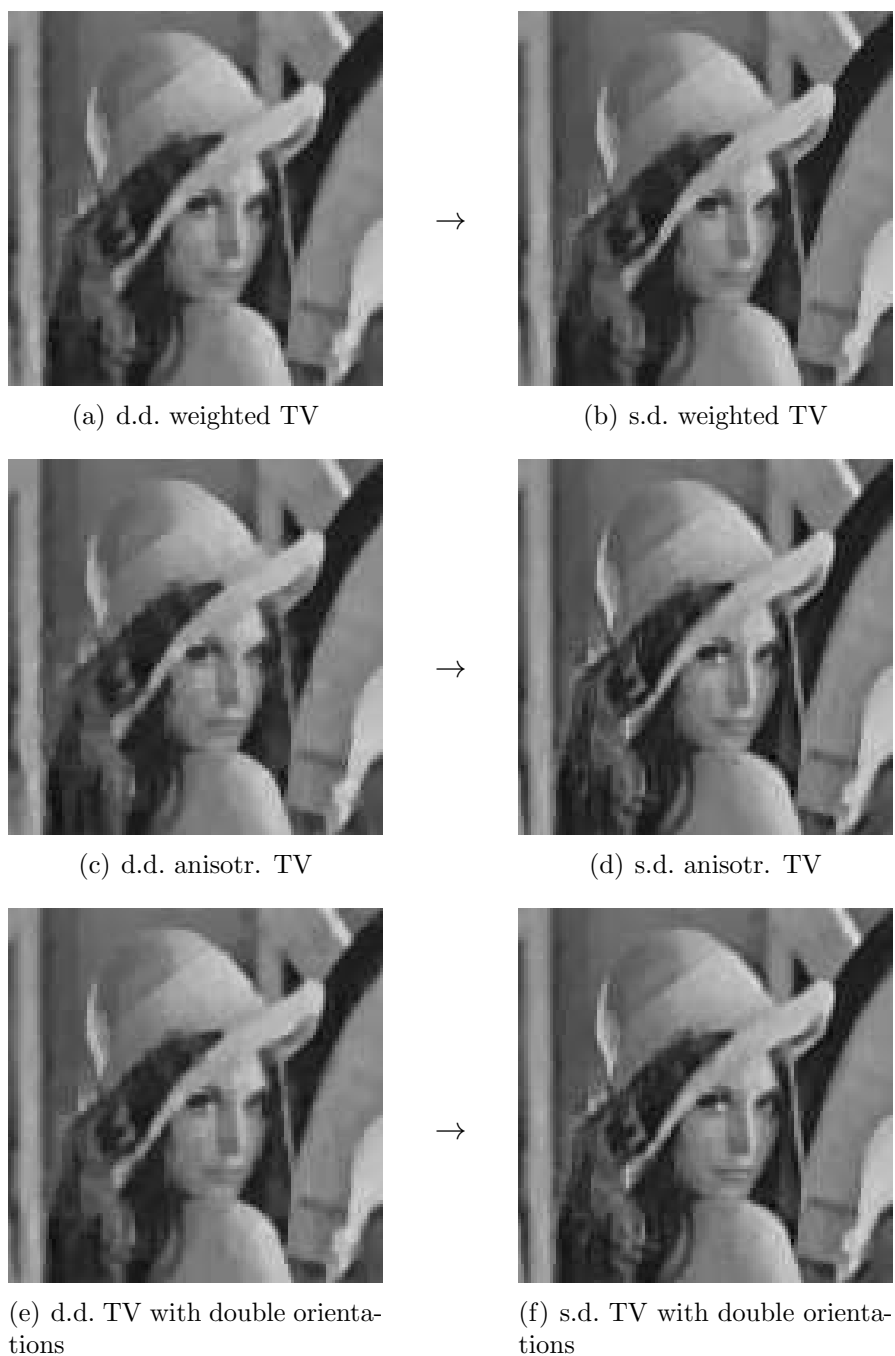 →
(a) d.d. weighted TV
(b) s.d. weighted TV
→
(c) d.d. anisotr. TV
(d) s.d. anisotr. TV
→
(e) d.d. TV with double orienta-
tions
(f) s.d. TV with double orienta-
tions